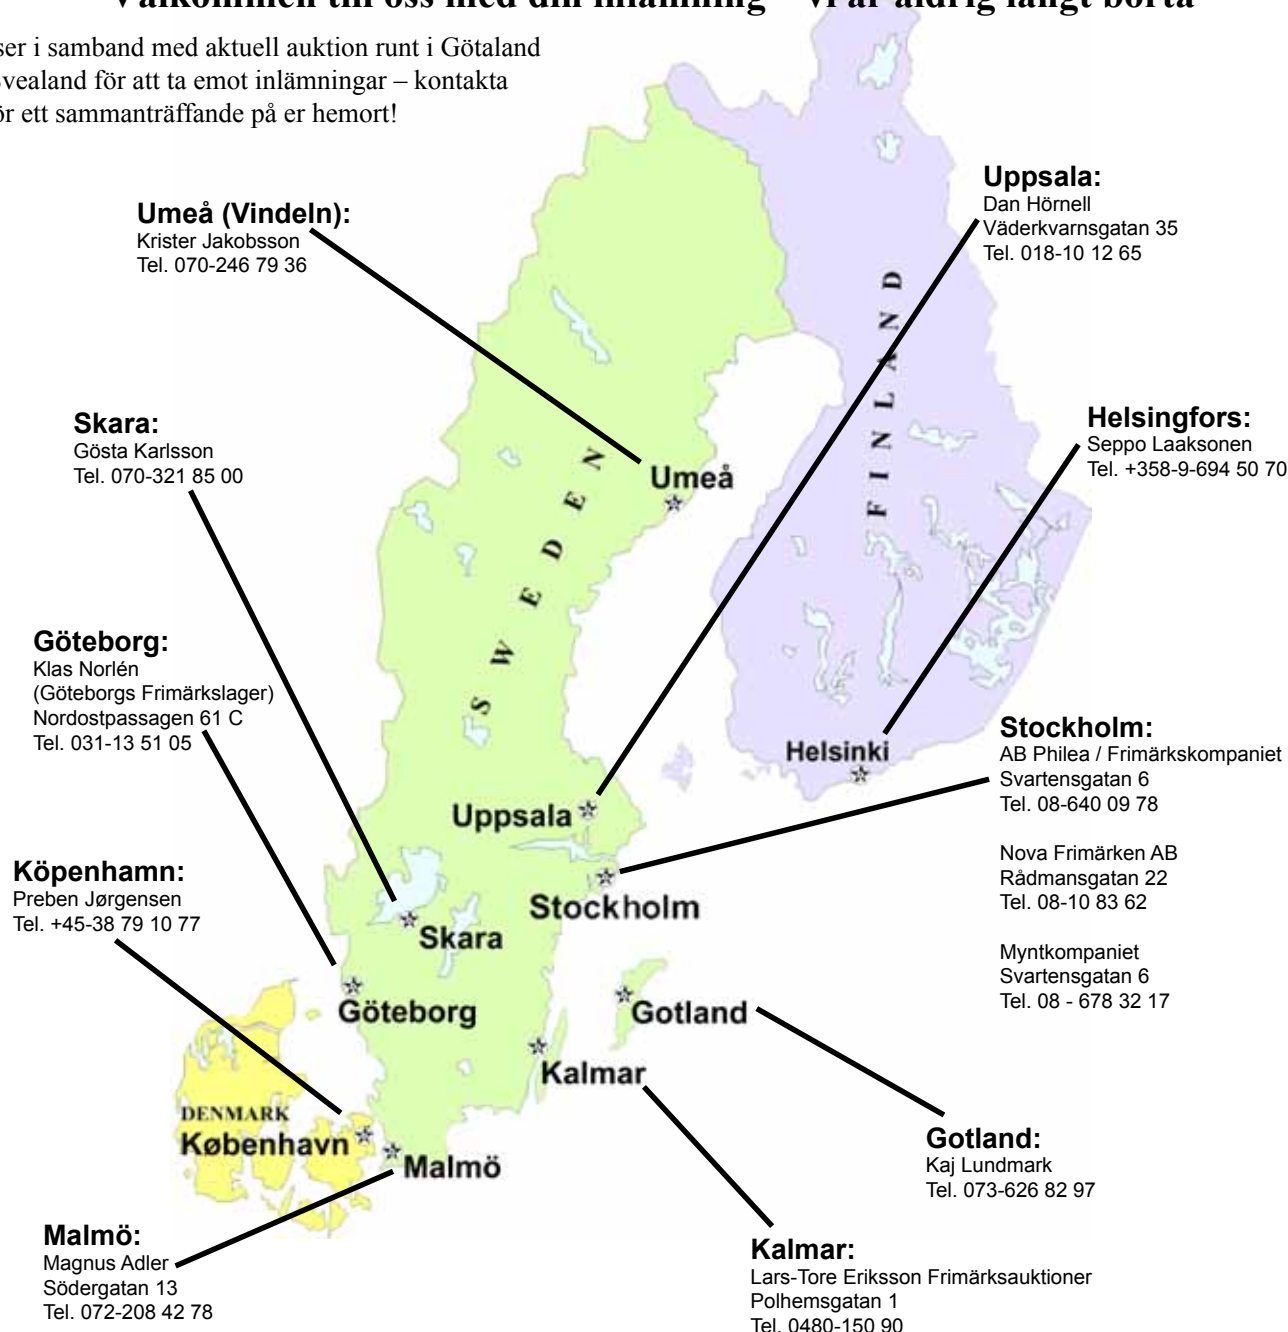 Välkommen till oss med din inlämning – vi är aldrig långt borta
ser i samband med aktuell auktion runt i Götaland
Svealand för att ta emot inlämningar – kontakta
ör ett sammanträffande på er hemort!
Umeå (Vindeln):
Krister Jakobsson
Tel. 070-246 79 36
Uppsala:
Dan Hörnell
Väderkvarnsgatan 35
Tel. 018-10 12 65
Skara:
Gösta Karlsson
Tel. 070-321 85 00
Helsingfors:
Seppo Laaksonen
Tel. +358-9-694 50 70
Göteborg:
Klas Norlén
(Göteborgs Frimärkslager)
Nordostpassagen 61 C
Tel. 031-13 51 05
Stockholm:
AB Philea / Frimärkskompaniet
Svartensgatan 6
Tel. 08-640 09 78
Nova Frimärken AB
Rådmansgatan 22
Tel. 08-10 83 62
Myntkompaniet
Svartensgatan 6
Tel. 08 - 678 32 17
Köpenhamn:
Preben Jørgensen
Tel. +45-38 79 10 77
Gotland:
Kaj Lundmark
Tel. 073-626 82 97
Malmö:
Magnus Adler
Södergatan 13
Tel. 072-208 42 78
Kalmar:
Lars-Tore Eriksson Frimärksauktioner
Polhemsgatan 1
Tel. 0480-150 90
FINLAND
SWEDEN
Umeå
Helsinki
Uppsala
Stockholm
Skara
Göteborg
Gotland
Kalmar
DENMARK
København
Malmö